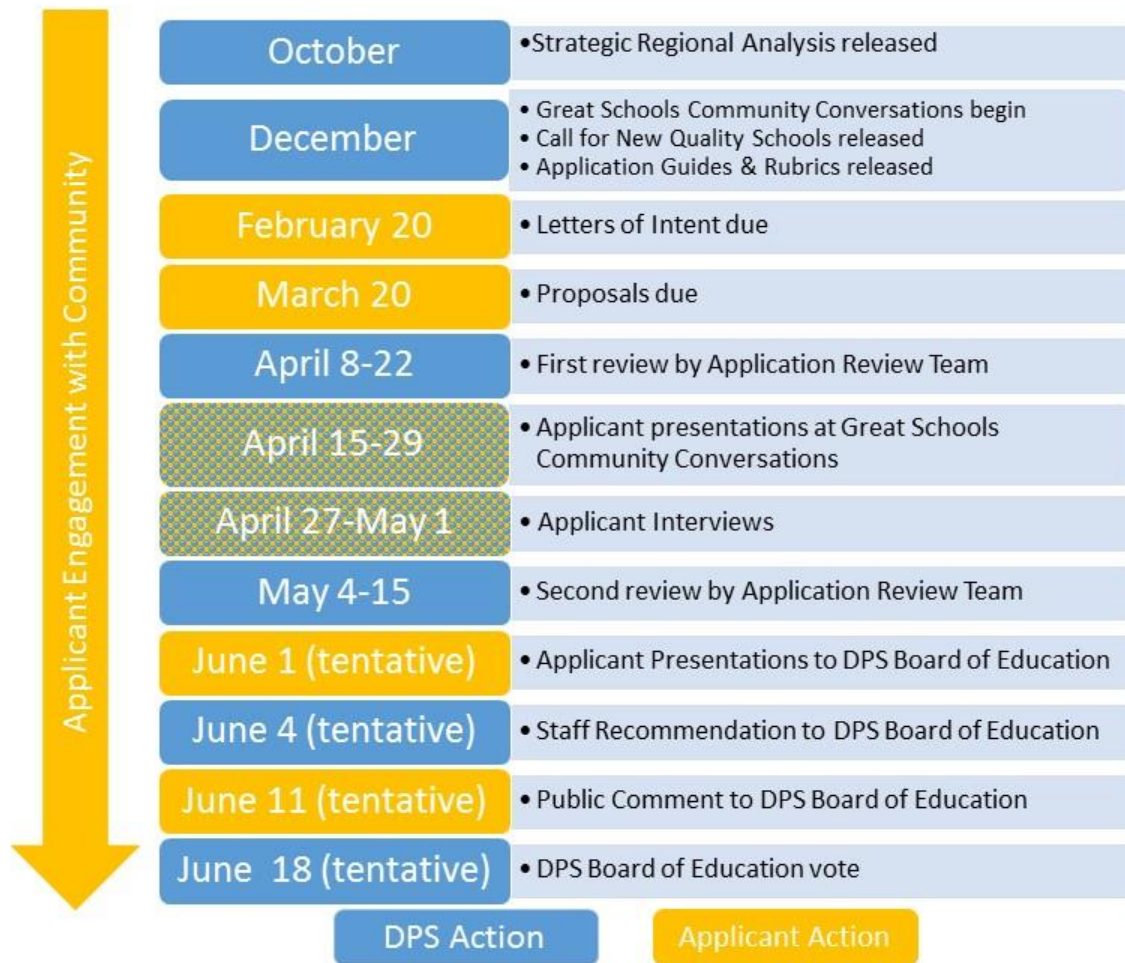 Applicant Engagement with Community
October
•Strategic Regional Analysis released
December
• Great Schools Community Conversations begin
• Call for New Quality Schools released
• Application Guides & Rubrics released
February 20
• Letters of Intent due
March 20
• Proposals due
April 8-22
• First review by Application Review Team
April 15-29
• Applicant presentations at Great Schools
Community Conversations
April 27-May 1
• Applicant Interviews
May 4-15
• Second review by Application Review Team
June 1 (tentative)
• Applicant Presentations to DPS Board of Education
June 4 (tentative)
• Staff Recommendation to DPS Board of Education
June 11 (tentative)
• Public Comment to DPS Board of Education
June 18 (tentative)
• DPS Board of Education vote
DPS Action
Applicant Action